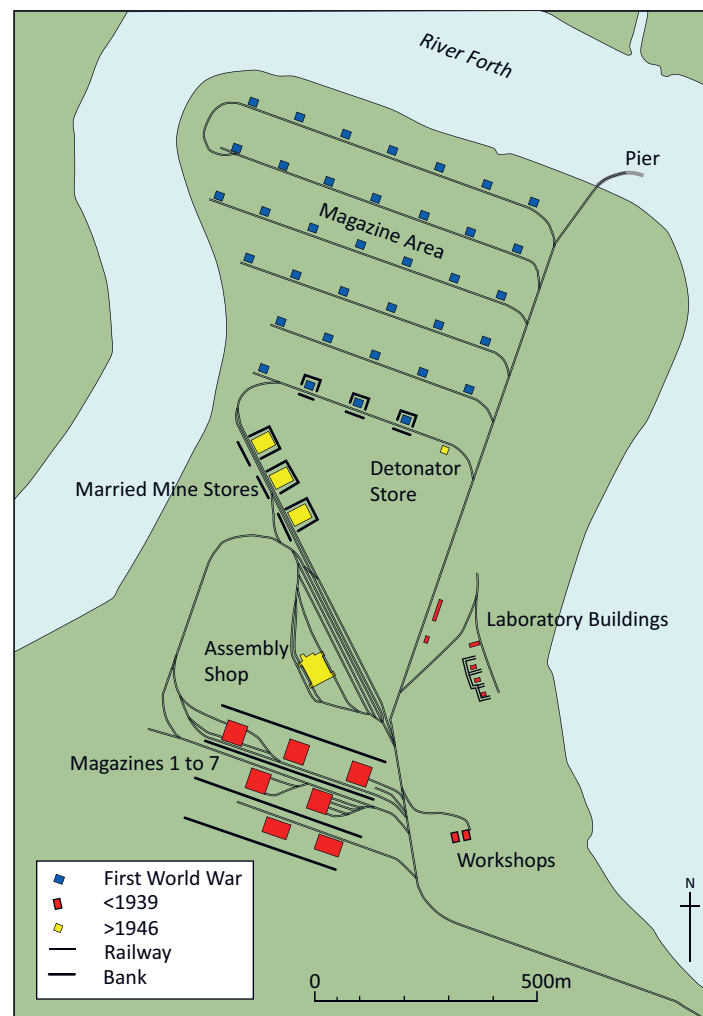 River Forth
Pier
Magazine Area
Detonator
Store
Married Mine Stores
Laboratory Buildings
Assembly
Shop
Magazines 1 to 7
Workshops
First World War
<1939
>1946
Railway
Bank
0
500m
N